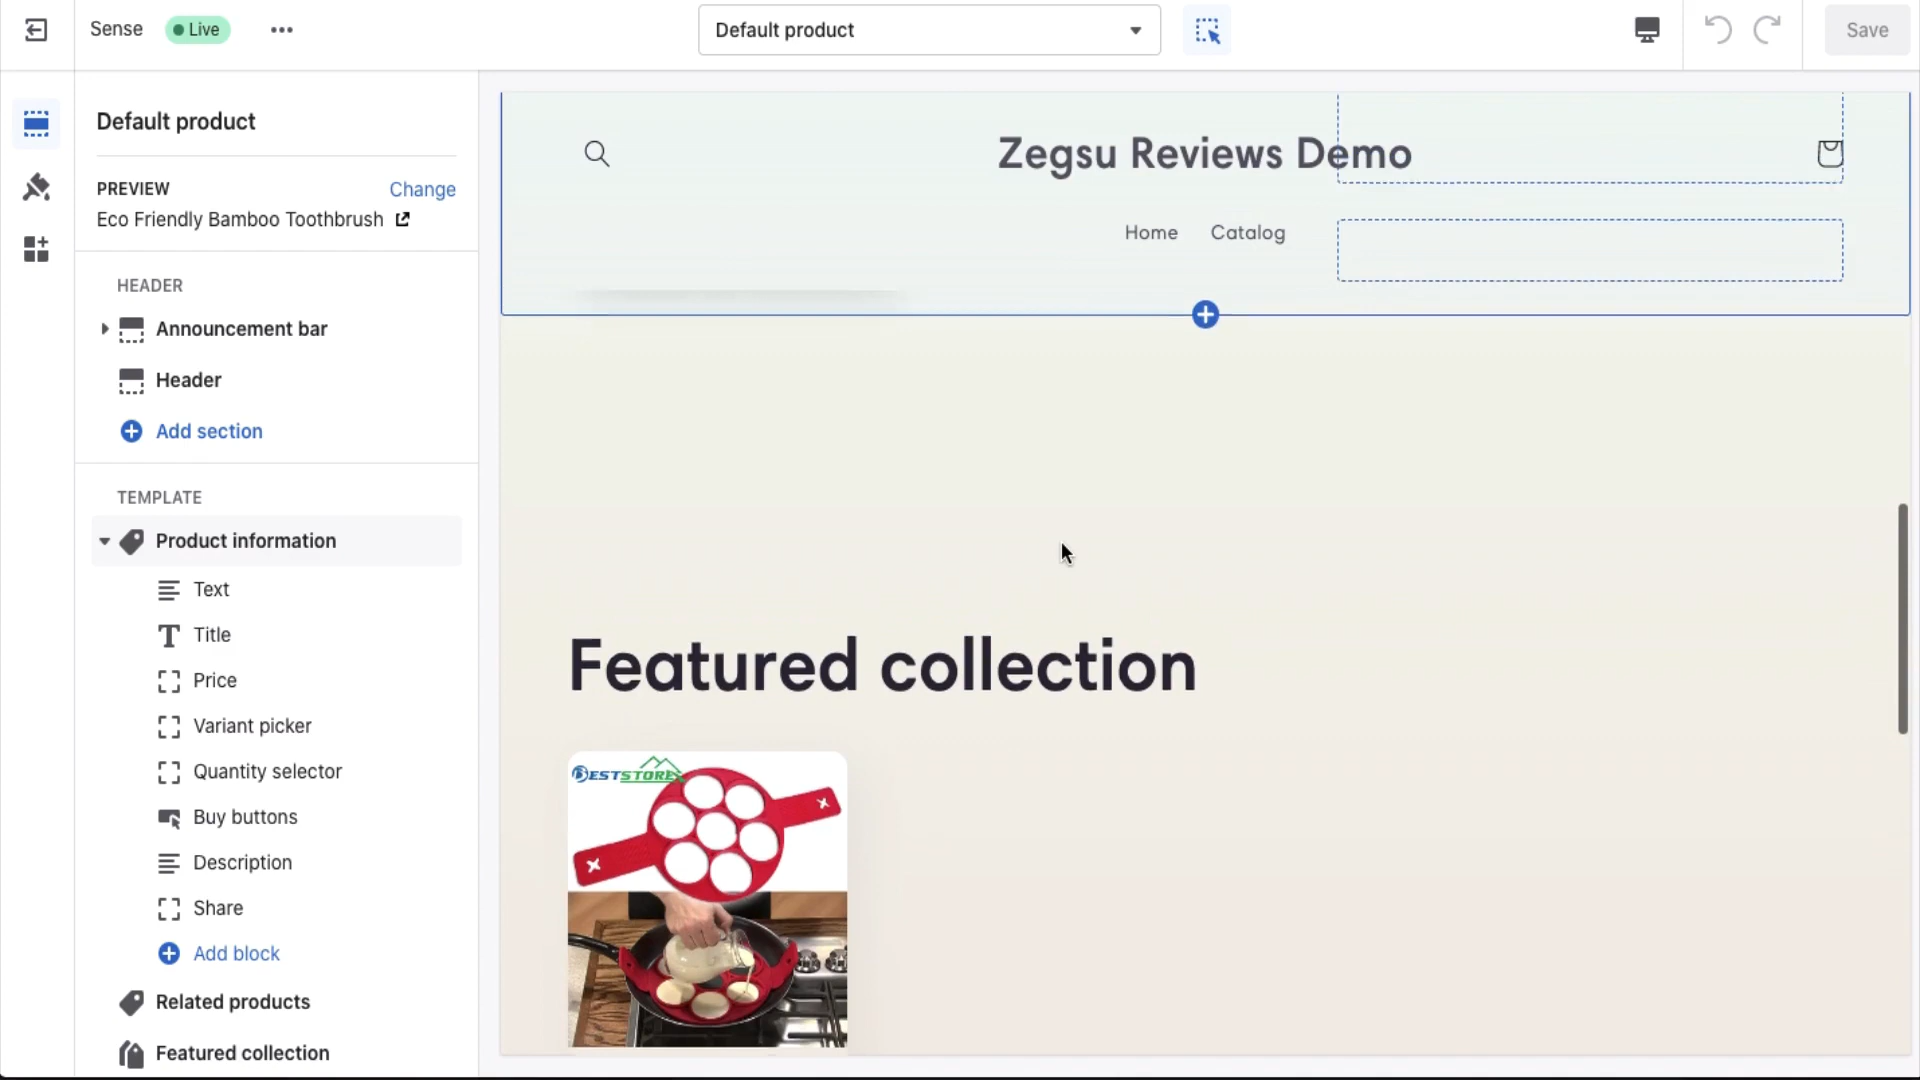 Sense
Live
Default product
Save
Default product
PREVIEW
Change
Eco Friendly Bamboo Toothbrush
HEADER
Announcement bar
Header
Add section
TEMPLATE
Product information
Text
Title
Price
Variant picker
Quantity selector
Buy buttons
Description
Share
Add block
Related products
Featured collection
Zegsu Reviews Demo
Home Catalog
Featured collection
BESTSTORE